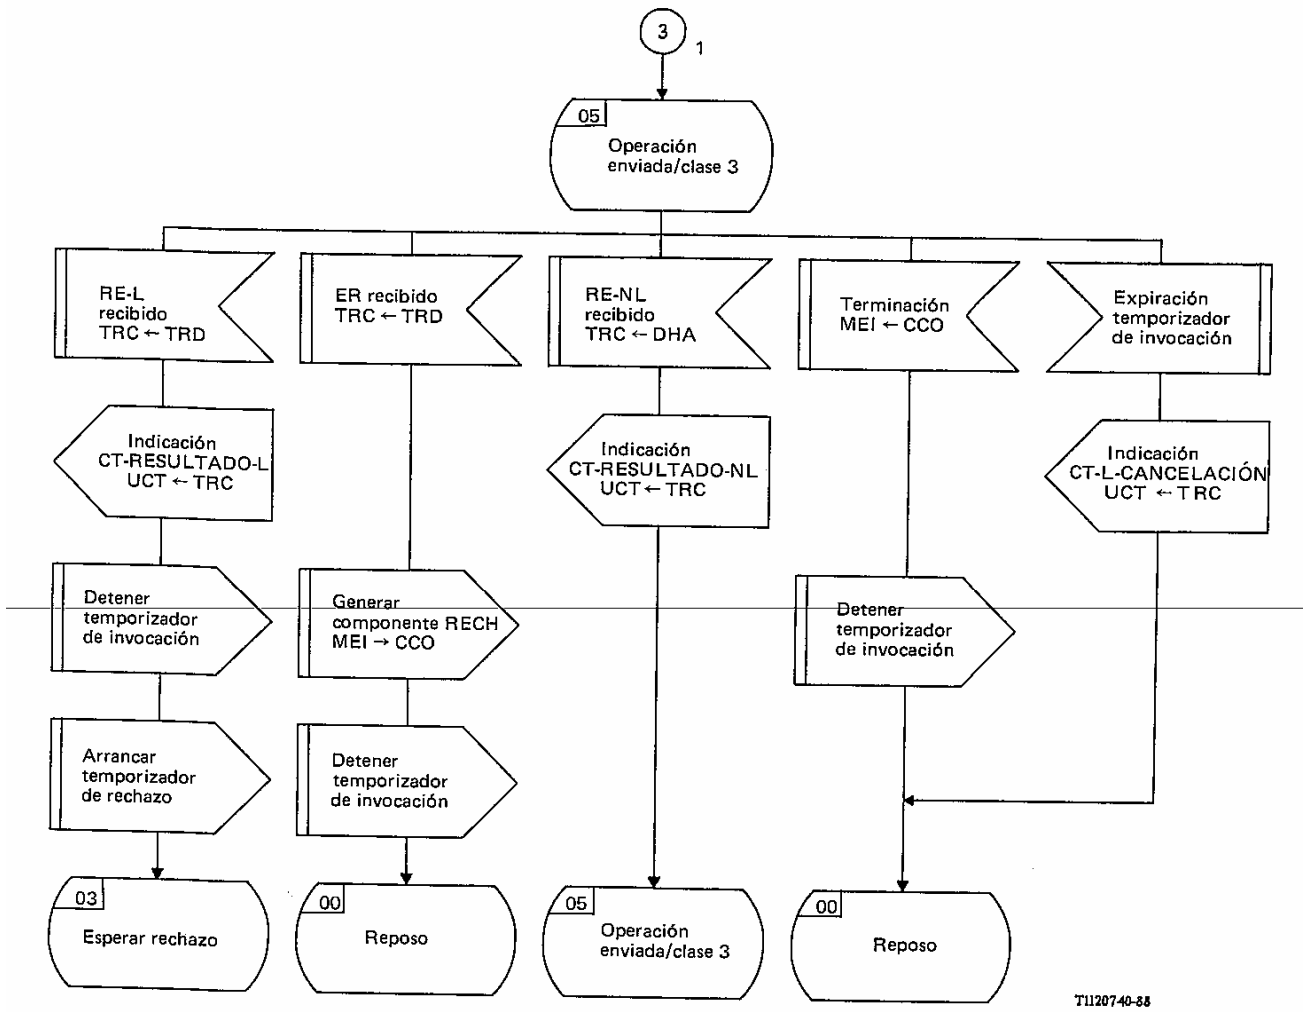 3
1
05
Operación
enviada/clase 3
RE-L
recibido
TRC ← TRD
ER recibido
TRC ← TRD
RE-NL
recibido
TRC ← DHA
Terminación
MEI ← CCO
Expiración
temporizador
de invocación
Indicación
CT-RESULTADO-L
UCT ← TRC
Indicación
CT-RESULTADO-NL
UCT ← TRC
Indicación
CT-L-CANCELACIÓN
UCT ← TRC
Detener
temporizador
de invocación
Generar
componente RECH
MEI → CCO
Detener
temporizador
de invocación
Arrancar
temporizador
de rechazo
Detener
temporizador
de invocación
03
Esperar rechazo
00
Reposo
05
Operación
enviada/clase 3
00
Reposo
T1120740-88